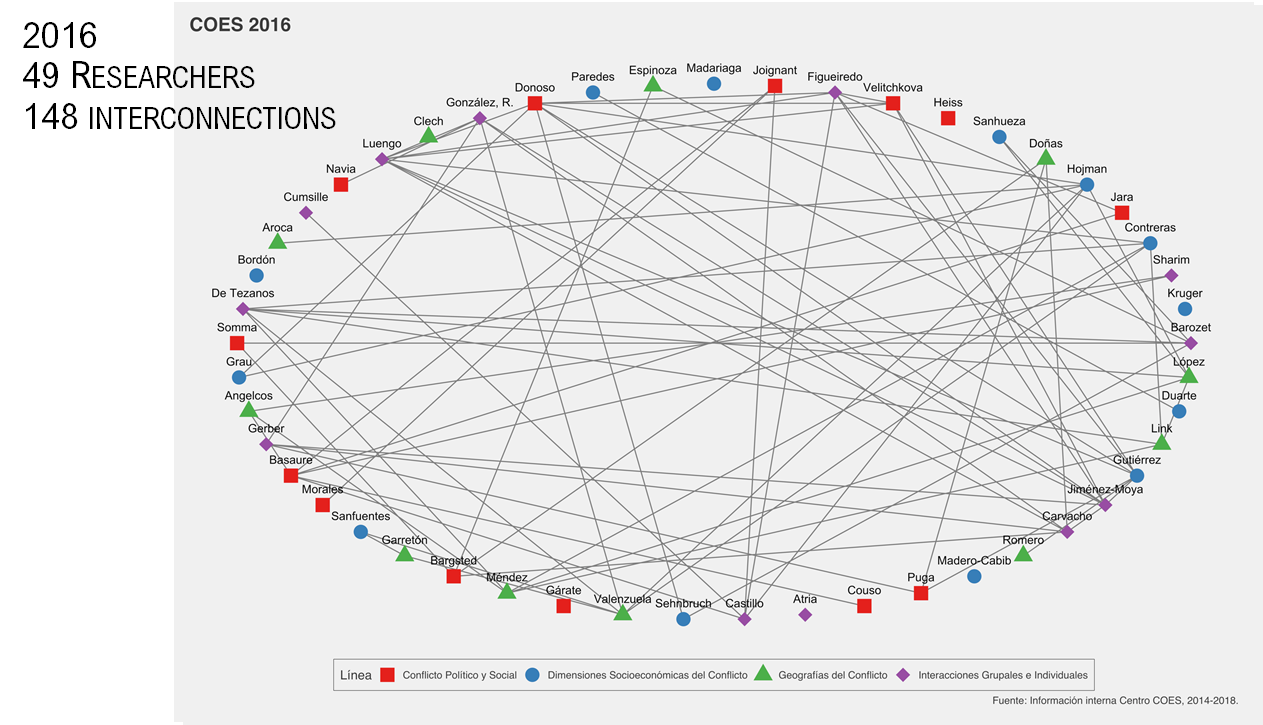 2016
49 RESEARCHERS
148 INTERCONNECTIONS
COES 2016
Madariaga
Espinoza
Joignant
Paredes
Figueiredo
Donoso
Velitchkova
González, R.
Heiss
Clech
Sanhueza
Luengo
Doñas
Navia
Hojman
Cumsille
Jara
Aroca
Contreras
Bordón
Sharim
De Tezanos
Kruger
Somma
Barozet
Grau
López
Angelcos
Duarte
Gerber
Link
Basaure
Gutiérrez
Morales
Jiménez-Moya
Sanfuentes
Carvacho
Garretón
Romero
Bargsted
Madero-Cabib
Méndez
Puga
Gárate
Couso
Valenzuela
Atria
Sehnbruch
Castillo
Línea
Conflicto Político y Social
Dimensiones Socioeconómicas del Conflicto
Geografías del Conflicto
Interacciones Grupales e Individuales
Fuente: Información interna Centro COES, 2014-2018.